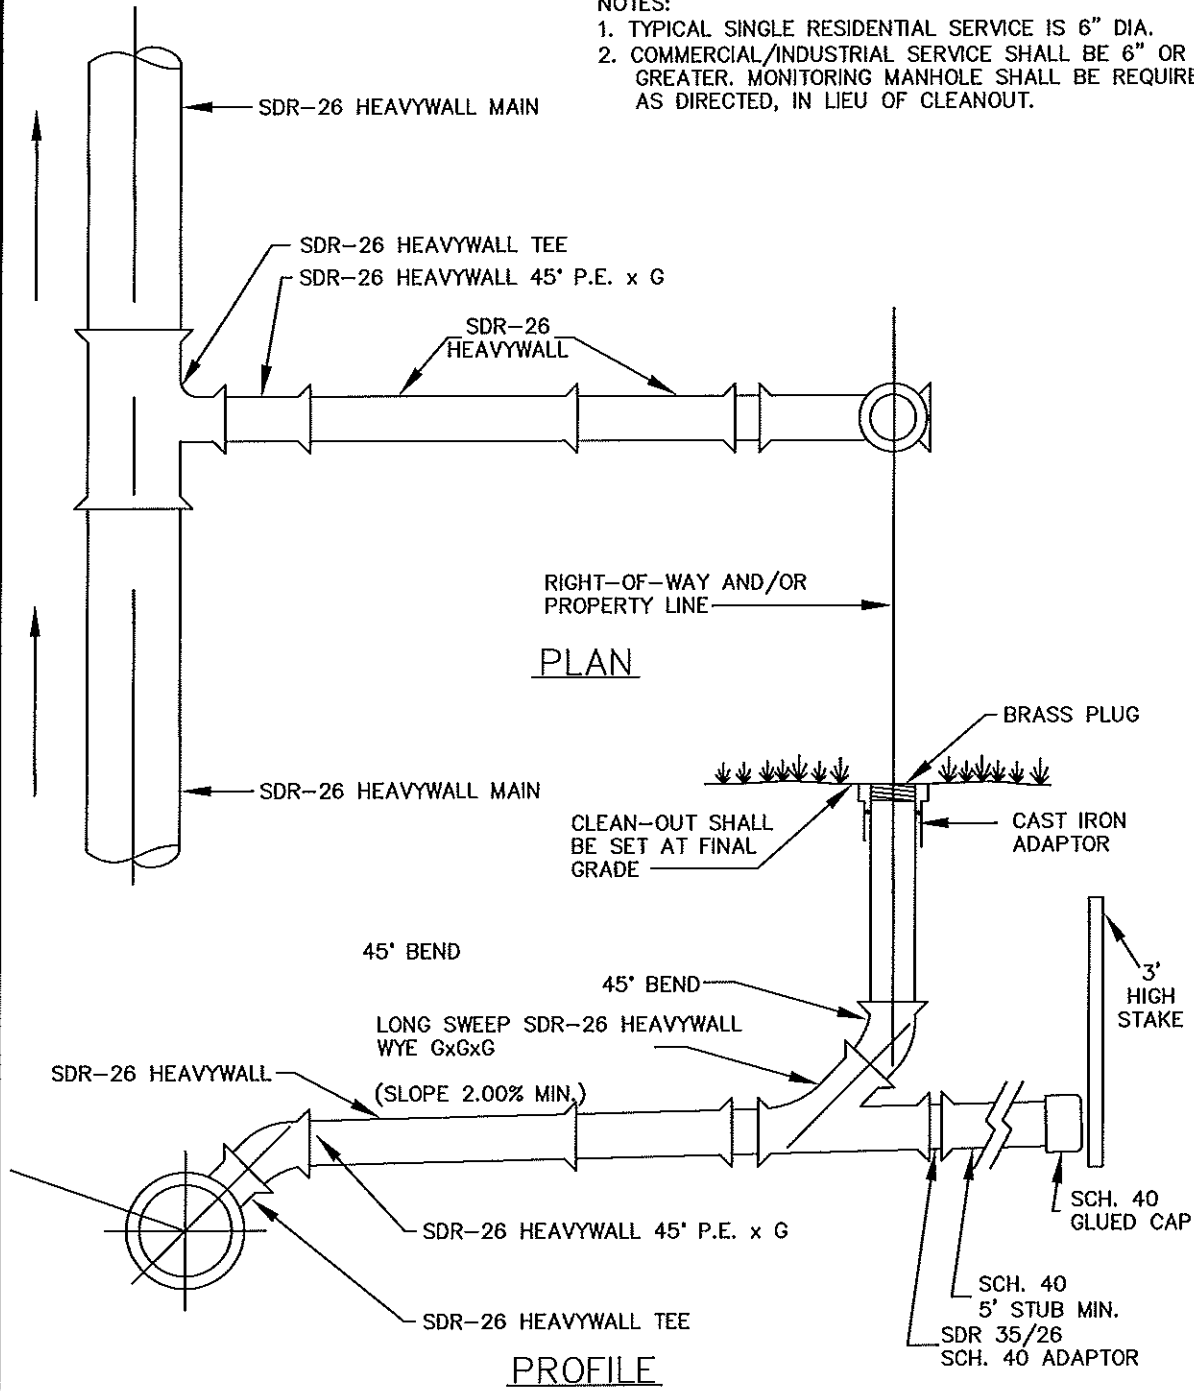 NOTES:
1. TYPICAL SINGLE RESIDENTIAL SERVICE IS 6" DIA.
2. COMMERCIAL/INDUSTRIAL SERVICE SHALL BE 6" OR
GREATER. MONITORING MANHOLE SHALL BE REQUIRE
AS DIRECTED, IN LIEU OF CLEANOUT.
SDR-26 HEAVYWALL MAIN
SDR-26 HEAVYWALL TEE
SDR-26 HEAVYWALL 45° P.E. x G
SDR-26
HEAVYWALL
RIGHT-OF-WAY AND/OR
PROPERTY LINE
PLAN
SDR-26 HEAVYWALL MAIN
BRASS PLUG
CLEAN-OUT SHALL
BE SET AT FINAL
GRADE
CAST IRON
ADAPTOR
45° BEND
45° BEND
3'
HIGH
STAKE
LONG SWEEP SDR-26 HEAVYWALL
WYE GxGxG
SDR-26 HEAVYWALL
(SLOPE 2.00% MIN.)
SDR-26 HEAVYWALL 45° P.E. x G
SDR-26 HEAVYWALL TEE
SCH. 40
GLUED CAP
SCH. 40
5' STUB MIN.
SDR 35/26
SCH. 40 ADAPTOR
PROFILE